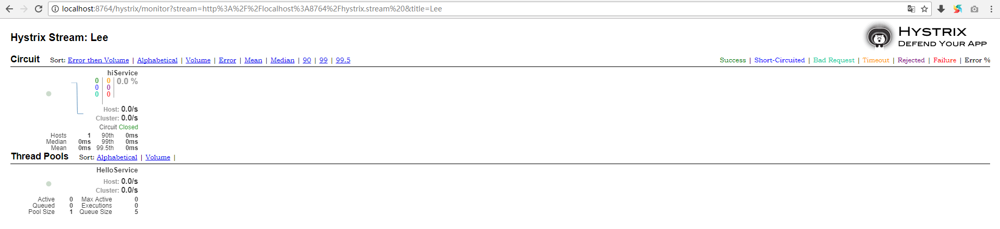 localhost:8764/hystrix/monitor?stream=http%3A%2F%2Flocalhost%3A8764%2Fhystrix.stream%20&title=Lee
Hystrix Stream: Lee
HYSTRIX
DEFEND YOUR APP
Circuit Sort: Error then Volume | Alphabetical | Volume | Error | Mean | Median | 90 | 99 | 99.5
Success | Short-Circuited | Bad Request | Timeout | Rejected | Failure | Error %
hiService
0 0 0.0 %
0 0
0 0
Host: 0.0/s
Cluster: 0.0/s
Circuit Closed
Hosts 1 90th 0ms
Median 0ms 99th 0ms
Mean 0ms 99.5th 0ms
Thread Pools Sort: Alphabetical | Volume |
HelloService
Host: 0.0/s
Cluster: 0.0/s
Active 0 Max Active 0
Queued 0 Executions 0
Pool Size 1 Queue Size 5